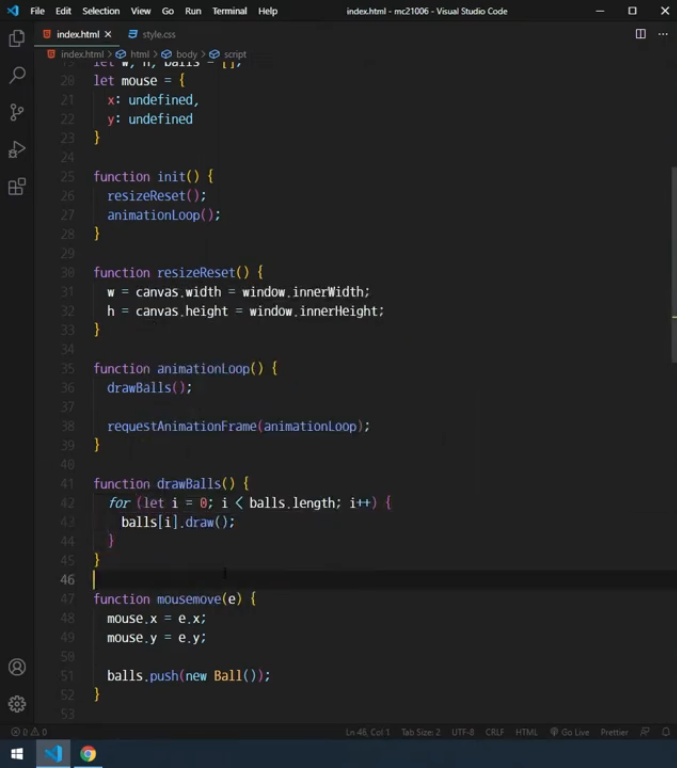 File Edit Selection View Go Run Terminal Help index.html - mc21006 - Visual Studio Code
index.html × style.css
index.html > html > body > script
19 let w, h, balls = [];
20 let mouse = {
21 x: undefined,
22 y: undefined
23 }
24
25 function init() {
26 resizeReset();
27 animationLoop();
28 }
29
30 function resizeReset() {
31 w = canvas.width = window.innerWidth;
32 h = canvas.height = window.innerHeight;
33 }
34
35 function animationLoop() {
36 drawBalls();
37
38 requestAnimationFrame(animationLoop);
39 }
40
41 function drawBalls() {
42 for (let i = 0; i < balls.length; i++) {
43 balls[i].draw();
44 }
45 }
46
47 function mousemove(e) {
48 mouse.x = e.x;
49 mouse.y = e.y;
50
51 balls.push(new Ball());
52 }
53
0 0 Ln 46, Col 1 Tab Size: 2 UTF-8 CRLF HTML Go Live Prettier